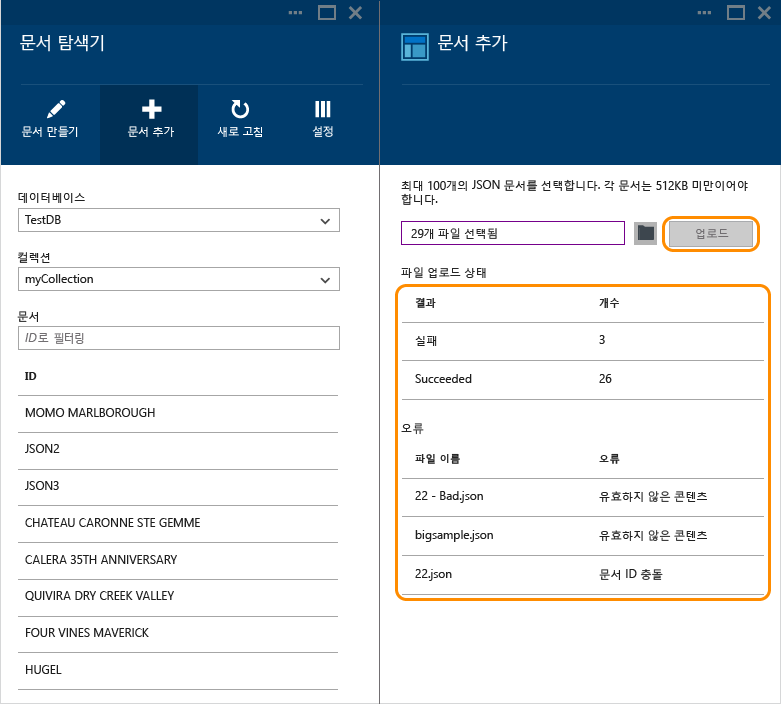 문서 탐색기
문서 만들기
문서 추가
새로 고침
설정
데이터베이스
TestDB
컬렉션
myCollection
문서
ID로 필터링
ID
MOMO MARLBOROUGH
JSON2
JSON3
CHATEAU CARONNE STE GEMME
CALERA 35TH ANNIVERSARY
QUIVIRA DRY CREEK VALLEY
FOUR VINES MAVERICK
HUGEL
문서 추가
최대 100개의 JSON 문서를 선택합니다. 각 문서는 512KB 미만이어야
합니다.
29개 파일 선택됨
업로드
파일 업로드 상태
결과 개수
실패 3
Succeeded 26
오류
파일 이름 오류
22 - Bad.json 유효하지 않은 콘텐츠
bigsample.json 유효하지 않은 콘텐츠
22.json 문서 ID 충돌